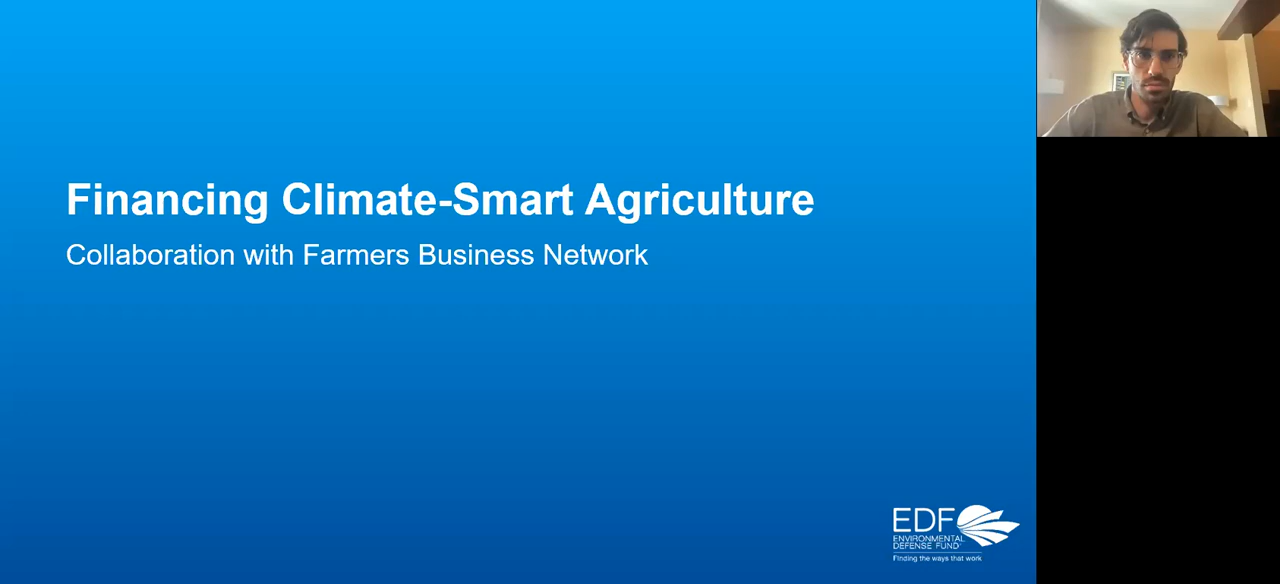 Financing Climate-Smart Agriculture
Collaboration with Farmers Business Network
EDF
ENVIRONMENTAL
DEFENSE FUND
Finding the ways that work